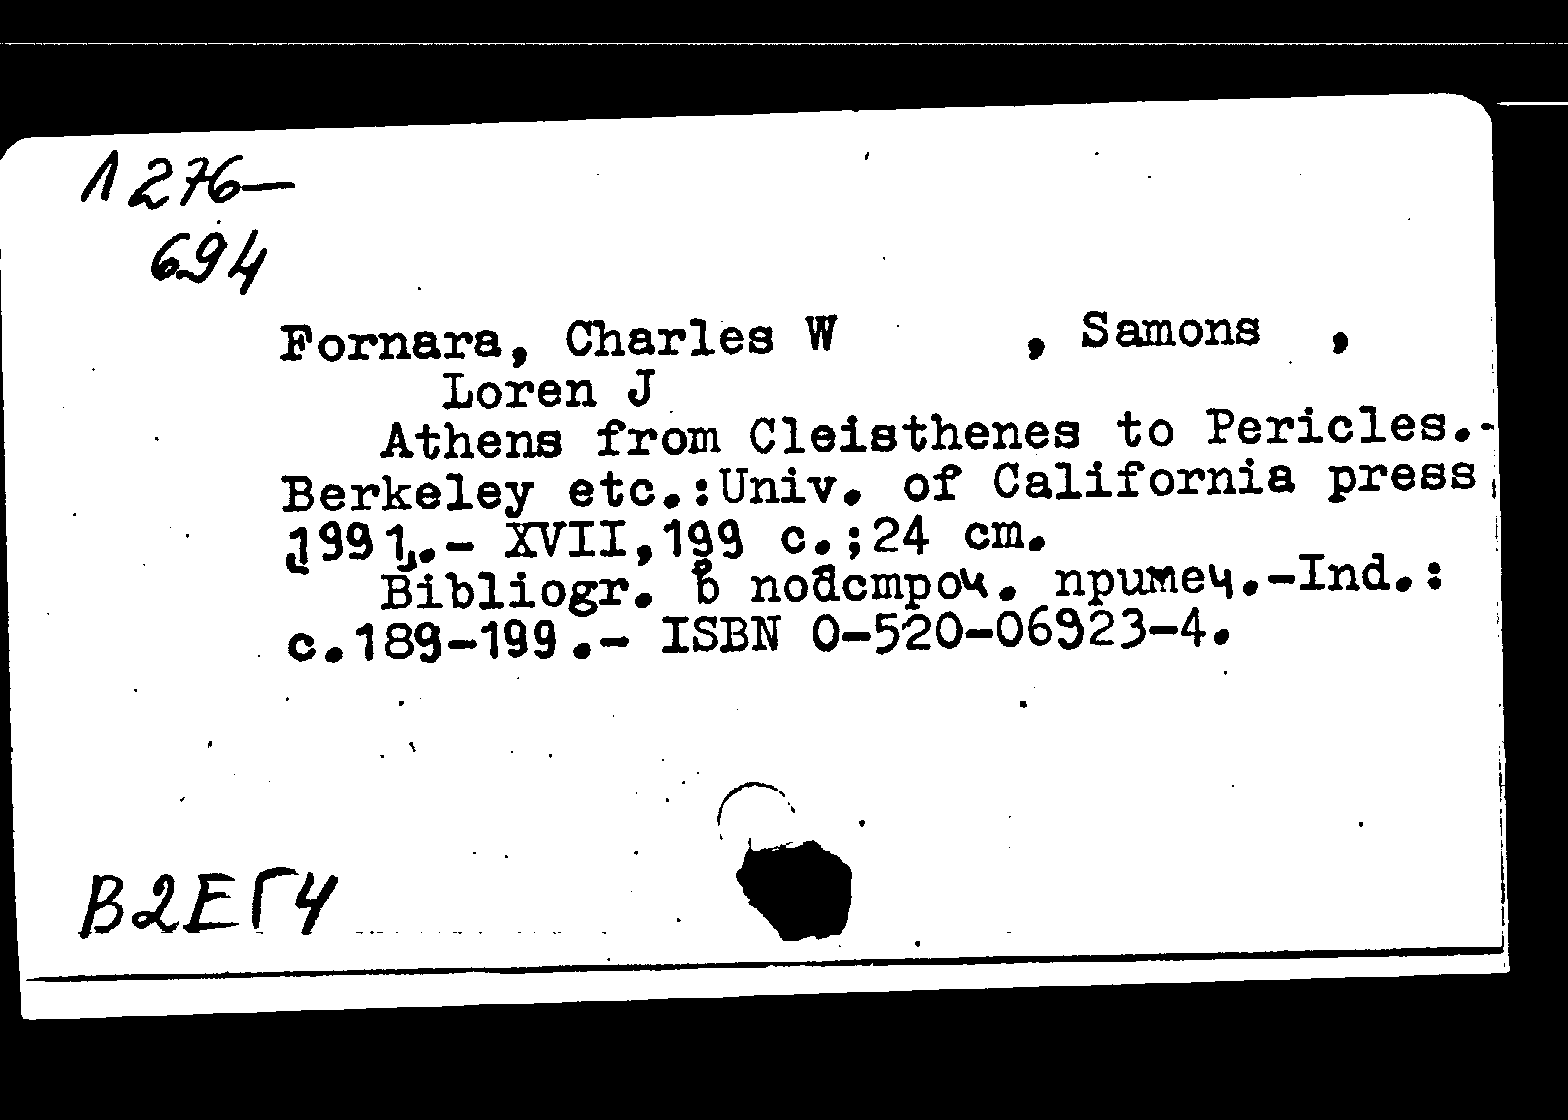 Л 276-
694
Fornara, Charles W , Samons ,
Loren J
Athens from Cleisthenes to Pericles.-
Berkeley etc.:Univ. of California press,
1991.- XVII,199 с.;24 cm.
Bibliogr. в подстроч. примеч.-Ind.:
с.189-199.- ISBN 0-520-06923-4.
В2ЕГ4